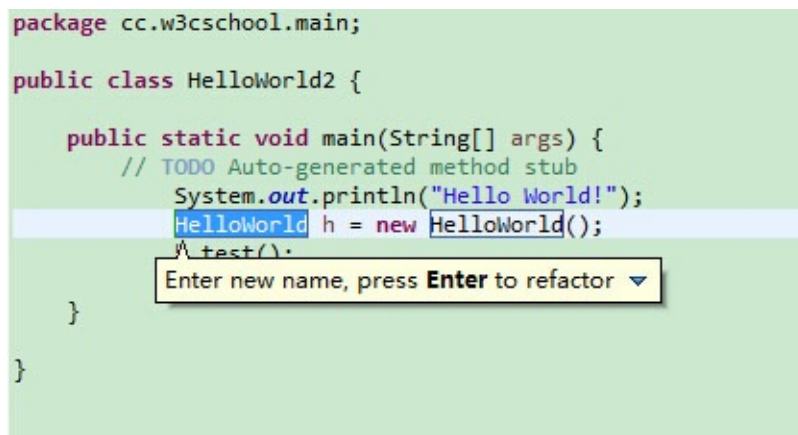 package cc.w3cschool.main;
public class HelloWorld2 {
public static void main(String[] args) {
// TODO Auto-generated method stub
System.out.println("Hello World!");
HelloWorld h = new HelloWorld();
test();
Enter new name, press Enter to refactor
}
}